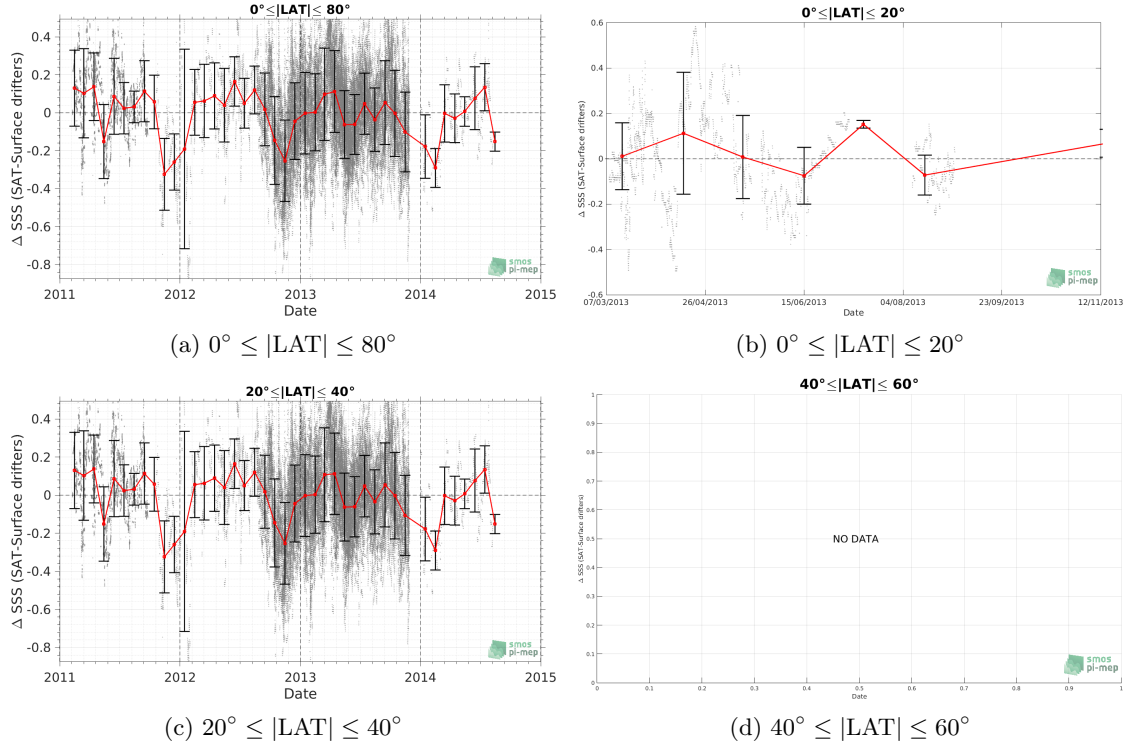 0°≤|LAT|≤ 80°
Δ SSS (SAT-Surface drifters)
0.4
0.2
0
-0.2
-0.4
-0.6
-0.8
2011 2012 2013 2014 2015
Date
smos
pi-mep
(a) 0° ≤ |LAT| ≤ 80°
0°≤|LAT|≤ 20°
Δ SSS (SAT-Surface drifters)
0.6
0.4
0.2
0
-0.2
-0.4
-0.6
07/03/2013 26/04/2013 15/06/2013 04/08/2013 23/09/2013 12/11/2013
Date
smos
pi-mep
(b) 0° ≤ |LAT| ≤ 20°
20°≤|LAT|≤ 40°
Δ SSS (SAT-Surface drifters)
0.4
0.2
0
-0.2
-0.4
-0.6
-0.8
2011 2012 2013 2014 2015
Date
smos
pi-mep
(c) 20° ≤ |LAT| ≤ 40°
40°≤|LAT|≤ 60°
Δ SSS (SAT-Surface drifters)
1
0.9
0.8
0.7
0.6
0.5
0.4
0.3
0.2
0.1
0
NO DATA
0 0.1 0.2 0.3 0.4 0.5 0.6 0.7 0.8 0.9 1
Date
smos
pi-mep
(d) 40° ≤ |LAT| ≤ 60°